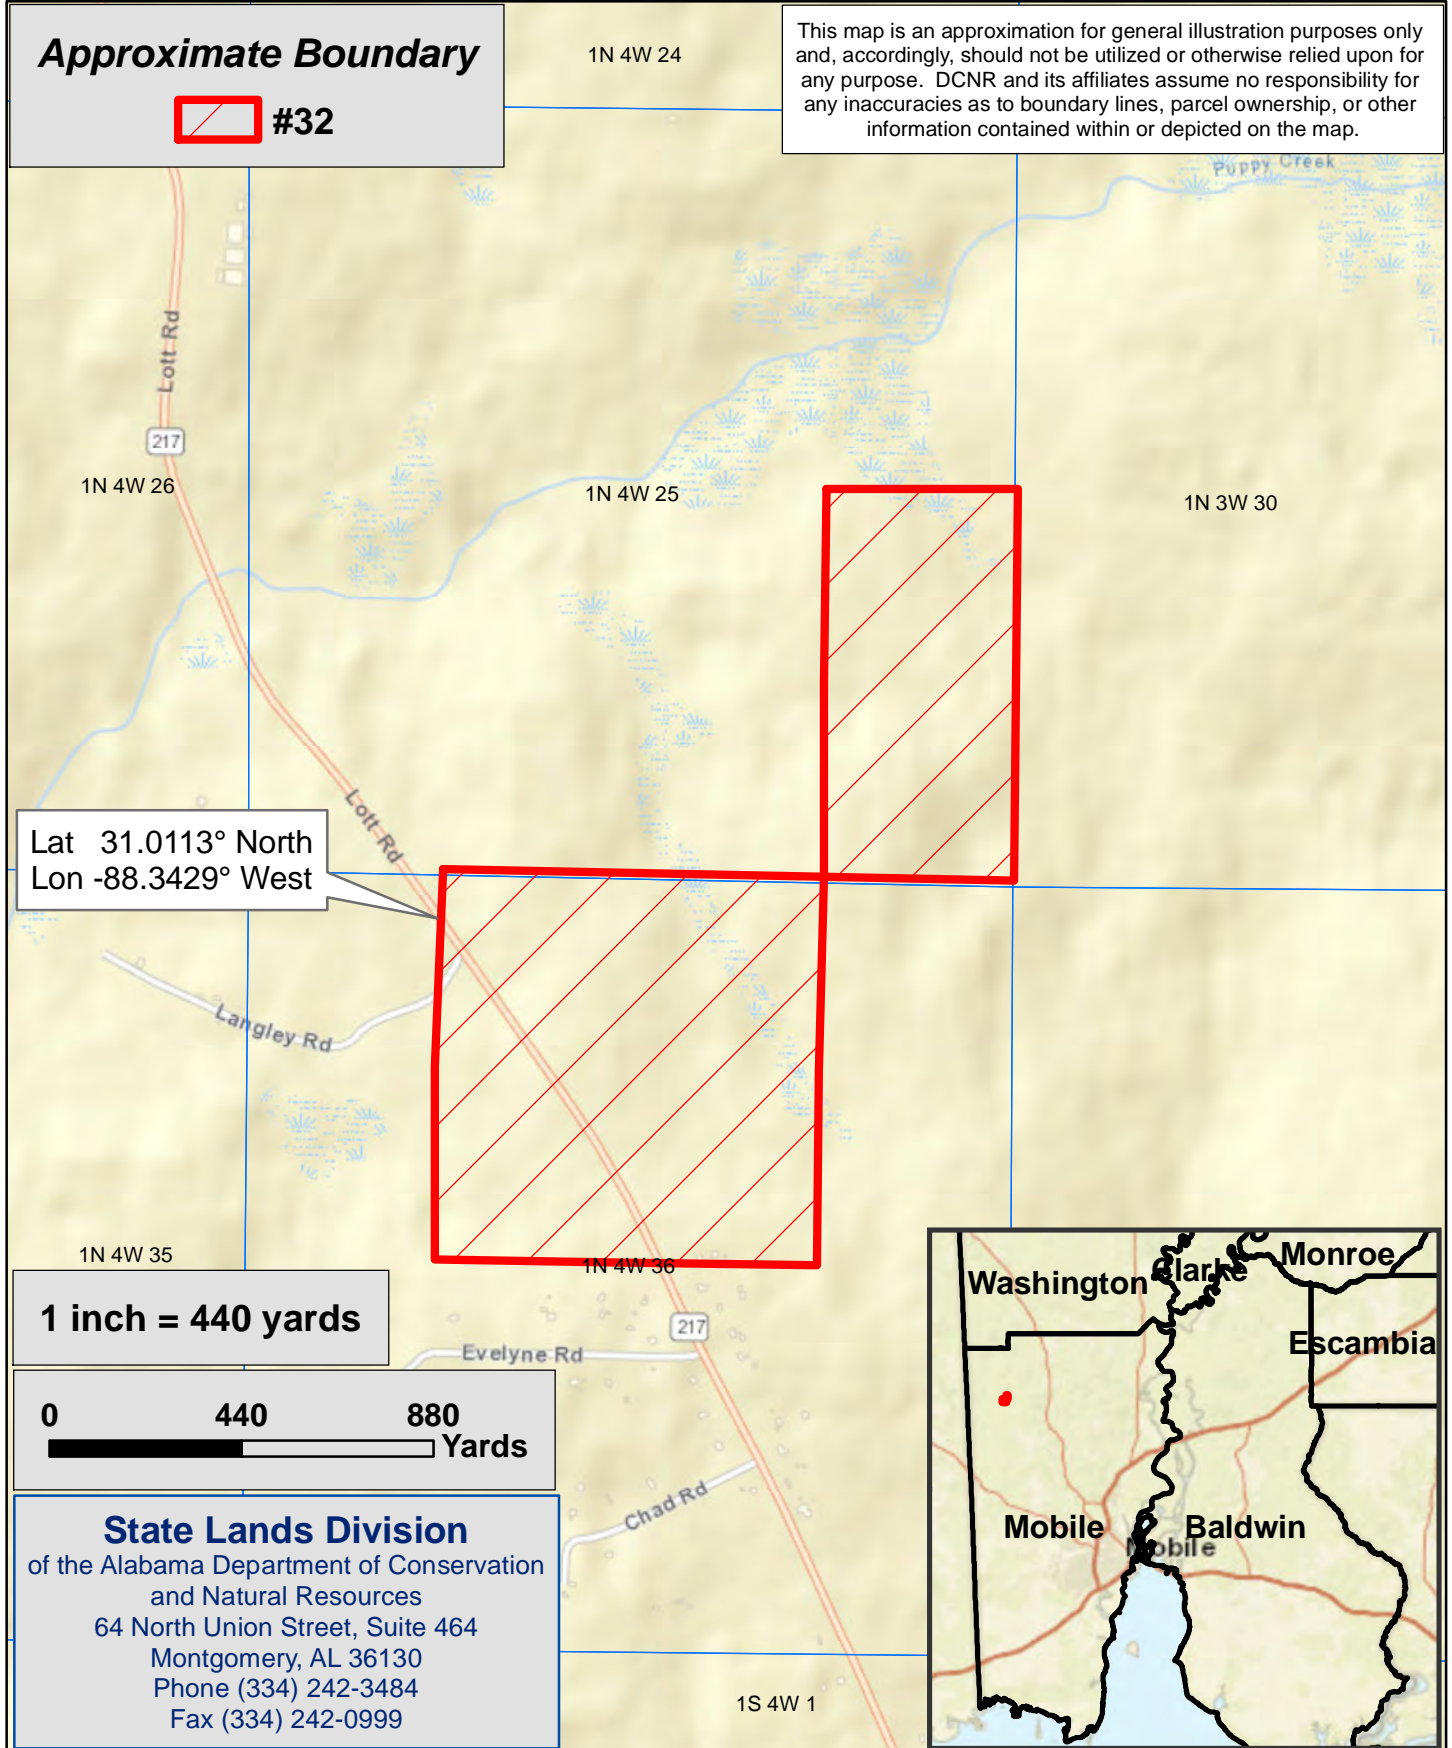 Approximate Boundary
#32
This map is an approximation for general illustration purposes only
and, accordingly, should not be utilized or otherwise relied upon for
any purpose. DCNR and its affiliates assume no responsibility for
any inaccuracies as to boundary lines, parcel ownership, or other
information contained within or depicted on the map.
1N 4W 24
Puppy Creek
Lott Rd
217
1N 4W 26
1N 4W 25
1N 3W 30
Lott Rd
Lat 31.0113° North
Lon -88.3429° West
Langley Rd
1N 4W 35
1N 4W 36
217
Evelyne Rd
Chad Rd
1S 4W 1
1 inch = 440 yards
0 440 880
Yards
State Lands Division
of the Alabama Department of Conservation
and Natural Resources
64 North Union Street, Suite 464
Montgomery, AL 36130
Phone (334) 242-3484
Fax (334) 242-0999
Washington
Clarke
Monroe
Escambia
Mobile
Baldwin
Mobile